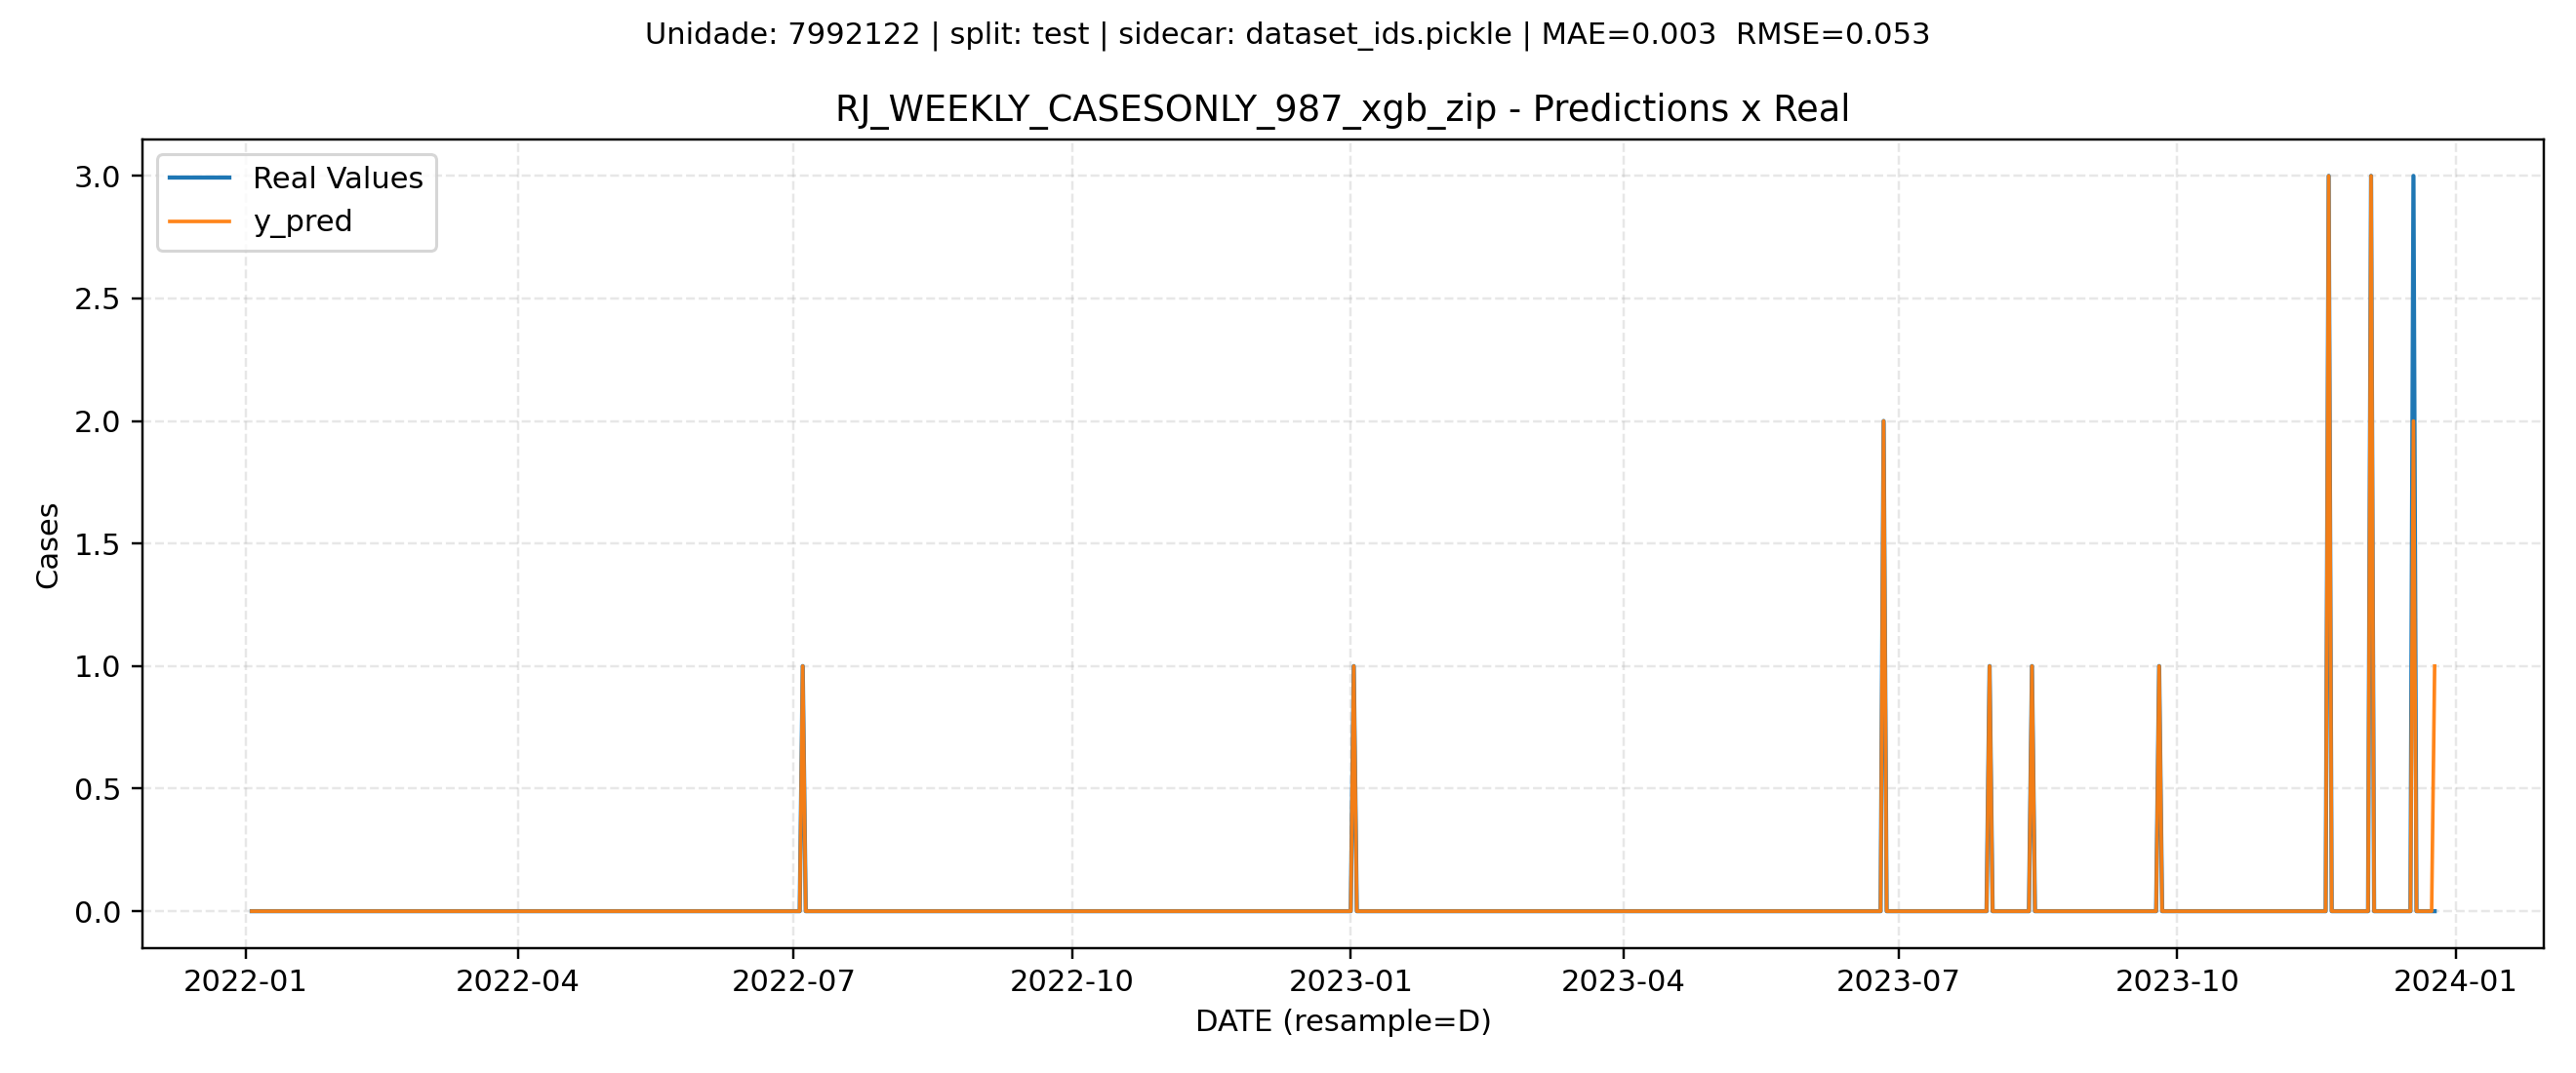 Unidade: 7992122 | split: test | sidecar: dataset_ids.pickle | MAE=0.003  RMSE=0.053
RJ_WEEKLY_CASESONLY_987_xgb_zip - Predictions x Real
Real Values
y_pred
3.0
2.5
2.0
1.5
1.0
0.5
0.0
Cases
2022-01
2022-04
2022-07
2022-10
2023-01
2023-04
2023-07
2023-10
2024-01
DATE (resample=D)